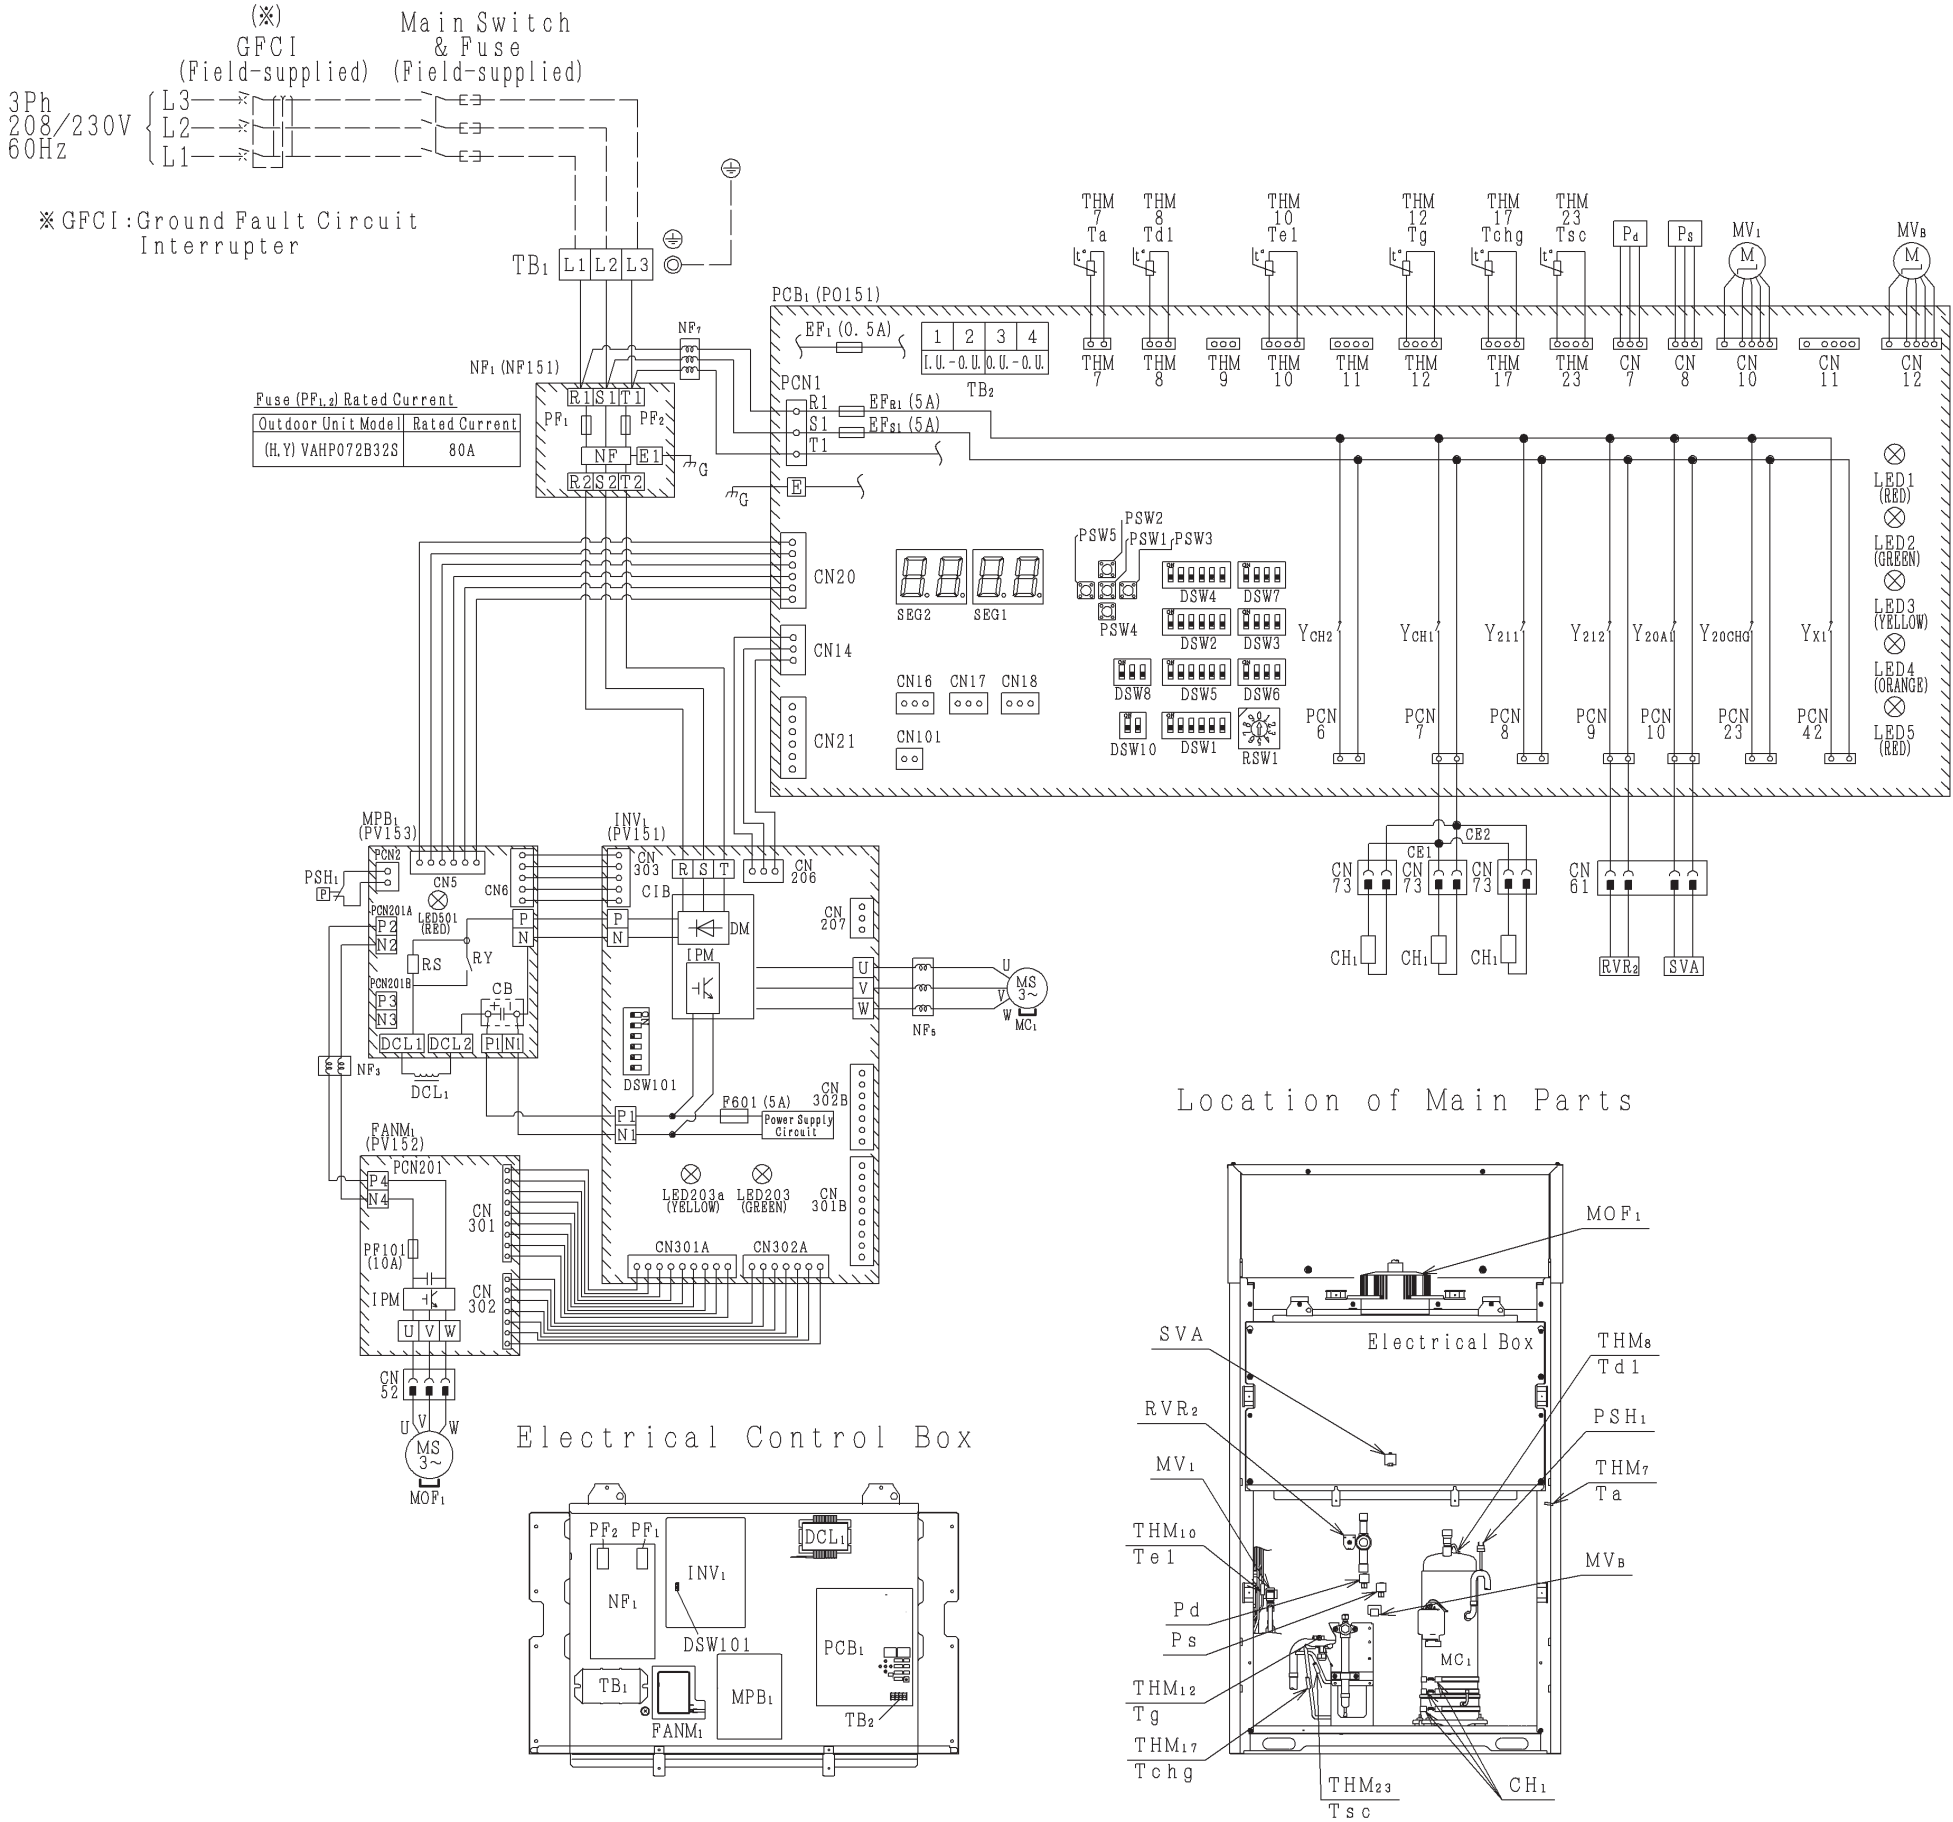 (※)
GFCI
(Field-supplied)
Main Switch
& Fuse
(Field-supplied)
3Ph
208/230V
60Hz
L3
L2
L1
※GFCI:Ground Fault Circuit
Interrupter
TB1 L1 L2 L3
NF7
NF1 (NF151)
R1 S1 T1
PF1 PF2
NF E1 G
R2 S2 T2
Fuse (PF1,2) Rated Current
Outdoor Unit Model Rated Current
(H,Y) VAHP072B32S 80A
PCB1 (PO151)
EF1 (0.5A)
1 2 3 4
I.U.-O.U. O.U.-O.U.
TB2
PCN1
R1 EFR1 (5A)
S1 EFS1 (5A)
T1
E
G
CN20
CN14
CN21
SEG2 SEG1
CN16 CN17 CN18
CN101
PSW2
PSW5 PSW1 PSW3
PSW4
ON
DSW4 DSW7
DSW2 DSW3
DSW8 DSW5 DSW6
DSW10 DSW1 RSW1
THM 7 Ta
THM 8 Td1
THM 10 Te1
THM 12 Tg
THM 17 Tchg
THM 23 Tsc
t° t° t° t° t° t°
Pd Ps
MV1 M
MVB M
THM 7
THM 8
THM 9
THM 10
THM 11
THM 12
THM 17
THM 23
CN 7
CN 8
CN 10
CN 11
CN 12
LED1
(RED)
LED2
(GREEN)
LED3
(YELLOW)
LED4
(ORANGE)
LED5
(RED)
YCH2 YCH1 Y211 Y212 Y20A1 Y20CHG YX1
PCN 6
PCN 7
PCN 8
PCN 9
PCN 10
PCN 23
PCN 42
CE2
CE1
CN 73
CN 73
CN 73
CN 61
CH1 CH1 CH1
RVR2 SVA
MPB1
(PV153)
PCN2
PSH1
P
CN5
CN6
LED501
(RED)
PCN201A
P2
N2
P
N
RS RY
PCN201B
P3
N3
CB
+
DCL1 DCL2 P1 N1
NF3
DCL1
INV1
(PV151)
CN 303
R S T
CN 206
CIB
P
N
DM
IPM
CN 207
U
V
W
NF5
U
V
W
MS
3~
MC1
ON
DSW101
P1
N1
F601 (5A)
Power Supply
Circuit
CN 302B
CN 301B
LED203a
(YELLOW)
LED203
(GREEN)
CN301A CN302A
FANM1
(PV152)
PCN201
P4
N4
CN 301
PF101
(10A)
IPM
CN 302
U V W
CN 52
U V W
MS
3~
MOF1
Electrical Control Box
PF2 PF1
NF1
INV1
DSW101
DCL1
PCB1
TB1
FANM1
MPB1
TB2
Location of Main Parts
MOF1
Electrical Box
SVA
RVR2
MV1
THM10
Te1
Pd
Ps
THM12
Tg
THM17
Tchg
THM23
Tsc
THM8
Td1
PSH1
THM7
Ta
MVB
MC1
CH1